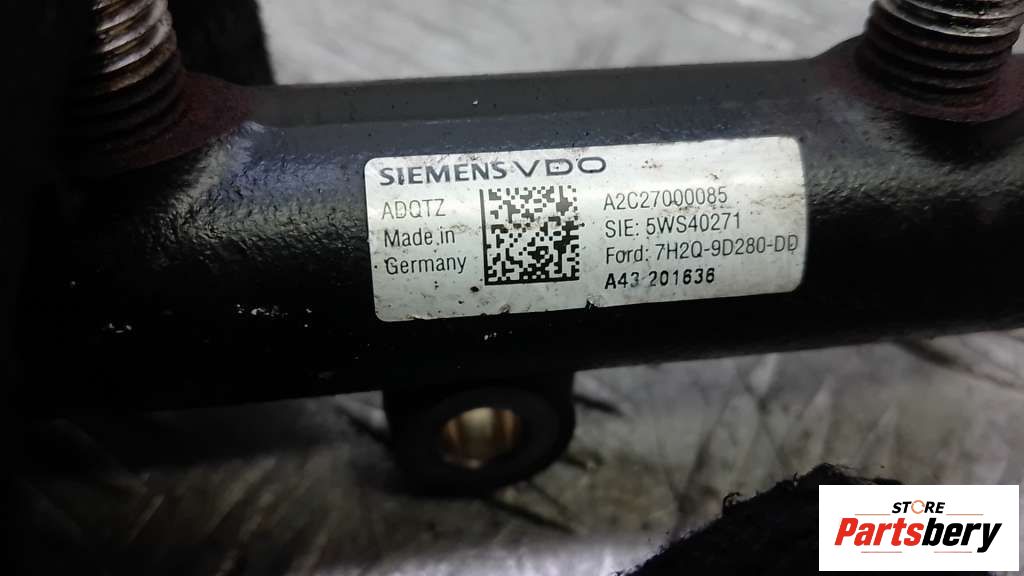 SIEMENS VDO
ADQTZ
Made in
Germany
A2C27000085
SIE: 5WS40271
Ford: 7H2Q-9D280-DD
A43 201636
STORE
Partsbery